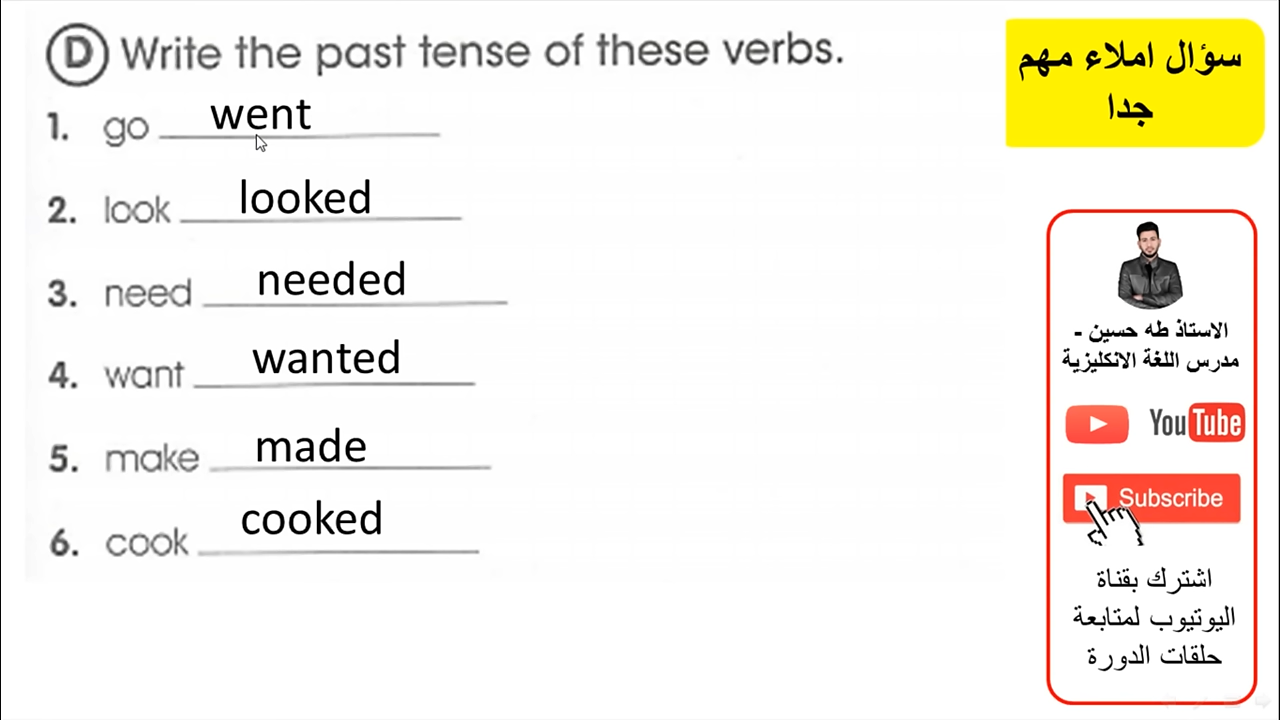 D Write the past tense of these verbs.
1. go went
2. look looked
3. need needed
4. want wanted
5. make made
6. cook cooked
سؤال املاء مهم
جدا
الاستاذ طه حسين -
مدرس اللغة الانكليزية
YouTube
Subscribe
اشترك بقناة
اليوتيوب لمتابعة
حلقات الدورة